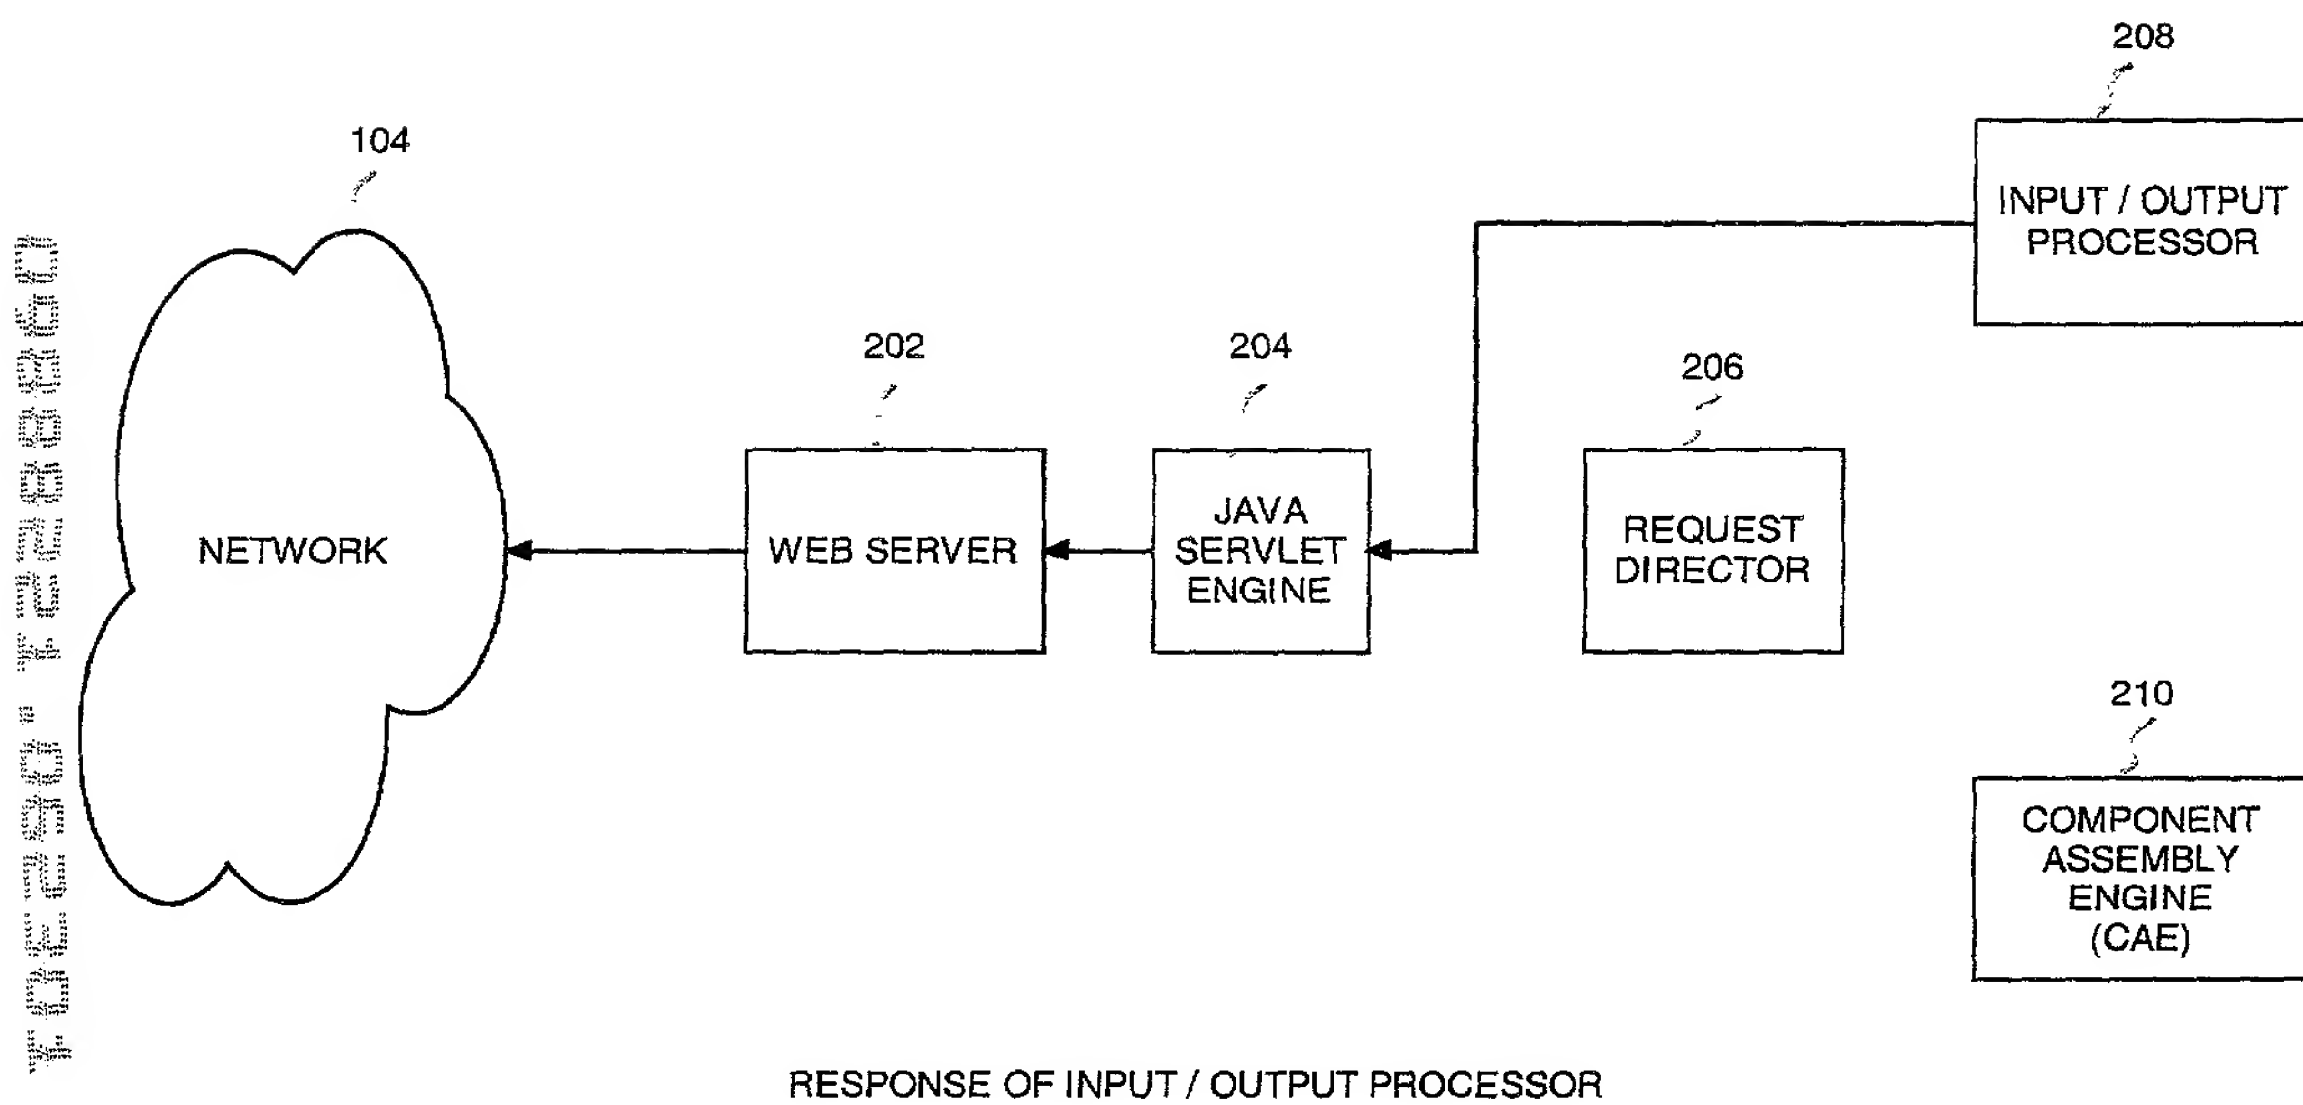 208
104
INPUT / OUTPUT
PROCESSOR
202
204
206
JAVA
SERVLET
ENGINE
REQUEST
DIRECTOR
NETWORK
WEB SERVER
210
COMPONENT
ASSEMBLY
ENGINE
(CAE)
RESPONSE OF INPUT / OUTPUT PROCESSOR